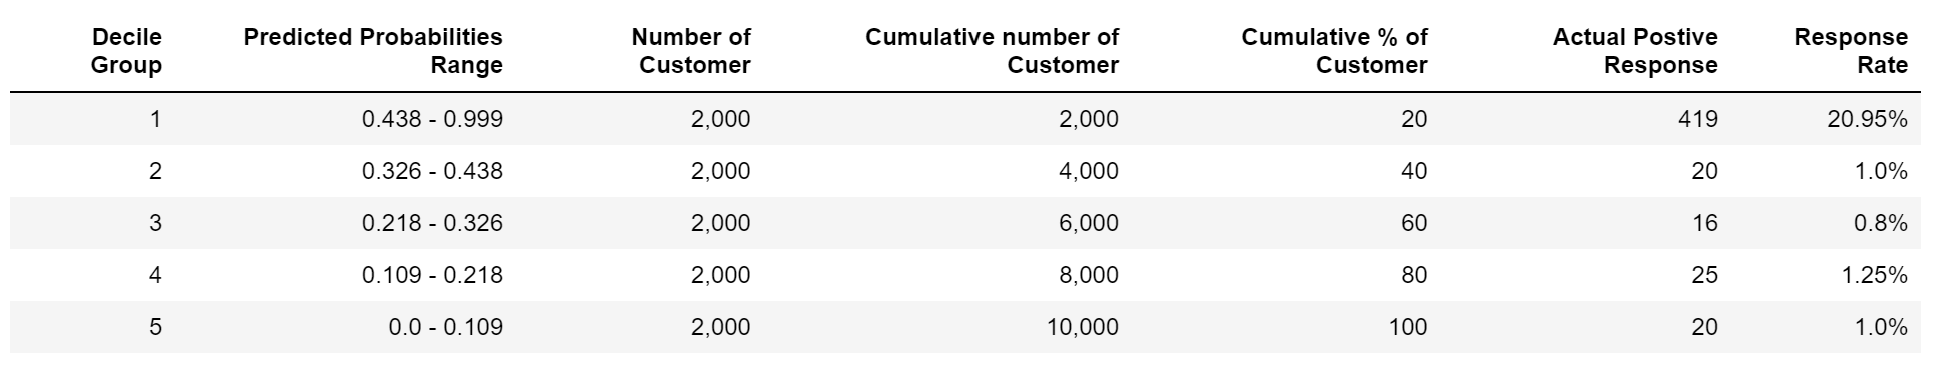 Decile Group Predicted Probabilities Range Number of Customer Cumulative number of Customer Cumulative % of Customer Actual Postive Response Response Rate
1 0.438 - 0.999 2,000 2,000 20 419 20.95%
2 0.326 - 0.438 2,000 4,000 40 20 1.0%
3 0.218 - 0.326 2,000 6,000 60 16 0.8%
4 0.109 - 0.218 2,000 8,000 80 25 1.25%
5 0.0 - 0.109 2,000 10,000 100 20 1.0%